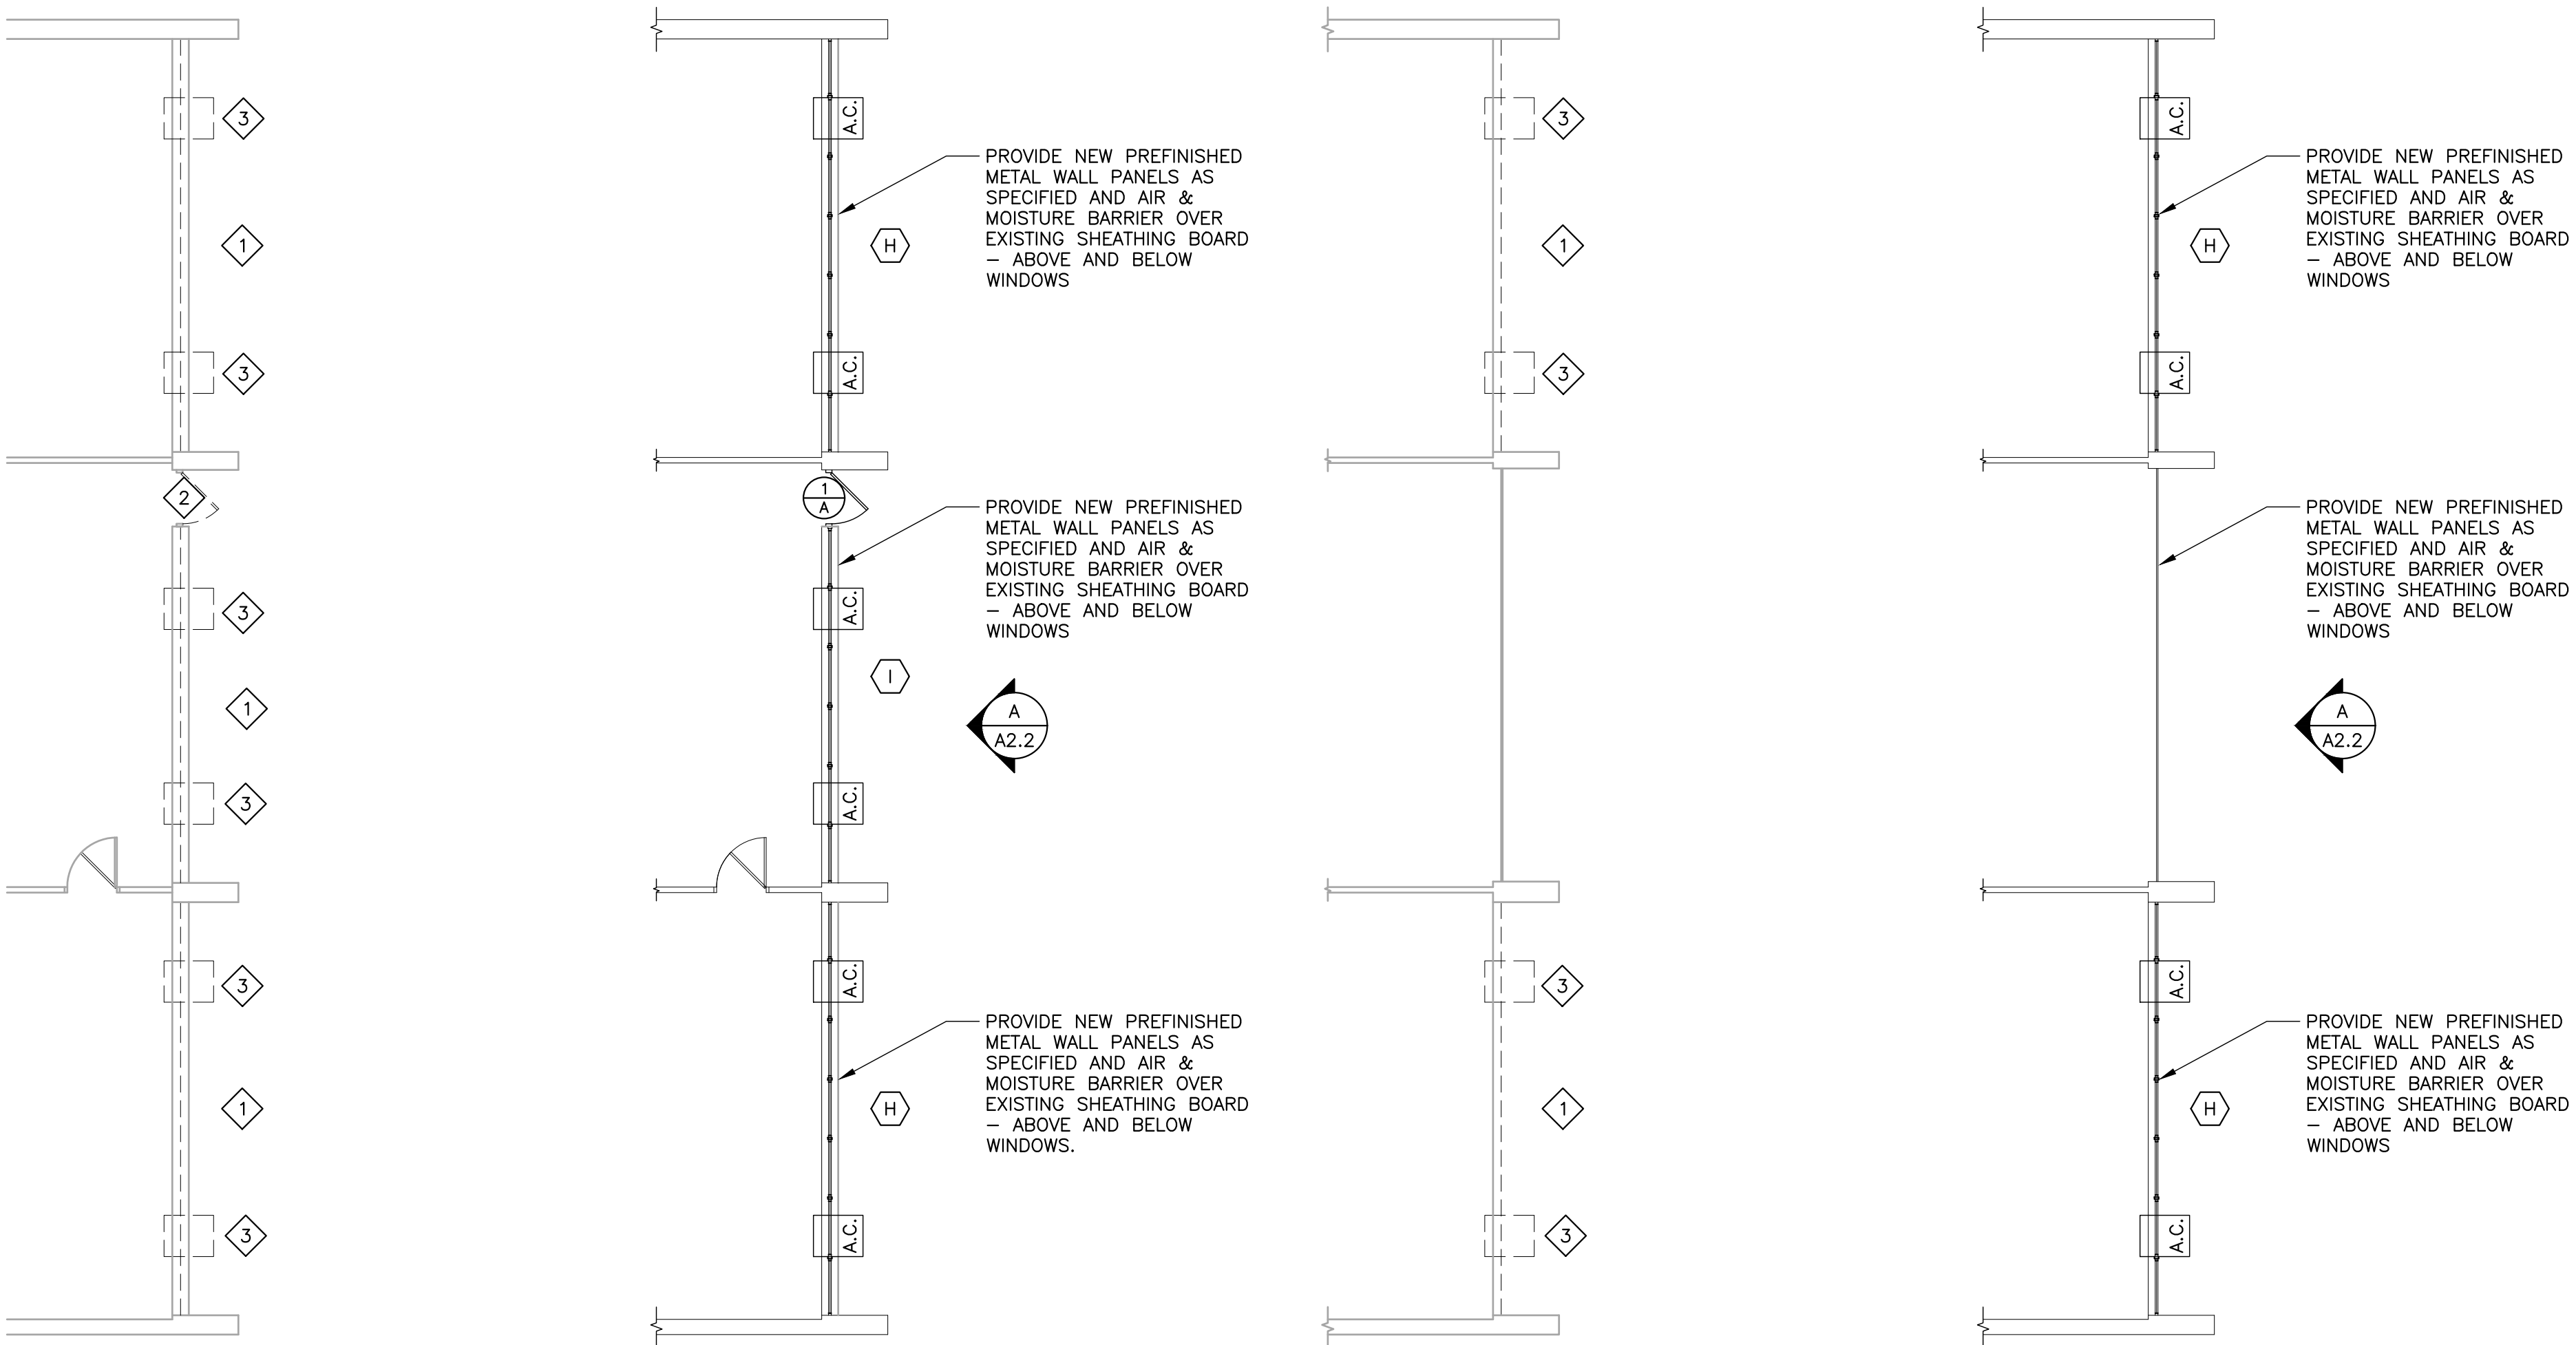 3
1
3
2
3
1
3
3
1
3
A.C.
PROVIDE NEW PREFINISHED
METAL WALL PANELS AS
SPECIFIED AND AIR &
MOISTURE BARRIER OVER
EXISTING SHEATHING BOARD
– ABOVE AND BELOW
WINDOWS
H
A.C.
1
A
PROVIDE NEW PREFINISHED
METAL WALL PANELS AS
SPECIFIED AND AIR &
MOISTURE BARRIER OVER
EXISTING SHEATHING BOARD
– ABOVE AND BELOW
WINDOWS
A.C.
I
A
A2.2
A.C.
A.C.
PROVIDE NEW PREFINISHED
METAL WALL PANELS AS
SPECIFIED AND AIR &
MOISTURE BARRIER OVER
EXISTING SHEATHING BOARD
– ABOVE AND BELOW
WINDOWS.
H
A.C.
3
1
3
3
1
3
A.C.
PROVIDE NEW PREFINISHED
METAL WALL PANELS AS
SPECIFIED AND AIR &
MOISTURE BARRIER OVER
EXISTING SHEATHING BOARD
– ABOVE AND BELOW
WINDOWS
H
A.C.
PROVIDE NEW PREFINISHED
METAL WALL PANELS AS
SPECIFIED AND AIR &
MOISTURE BARRIER OVER
EXISTING SHEATHING BOARD
– ABOVE AND BELOW
WINDOWS
A
A2.2
A.C.
PROVIDE NEW PREFINISHED
METAL WALL PANELS AS
SPECIFIED AND AIR &
MOISTURE BARRIER OVER
EXISTING SHEATHING BOARD
– ABOVE AND BELOW
WINDOWS
H
A.C.